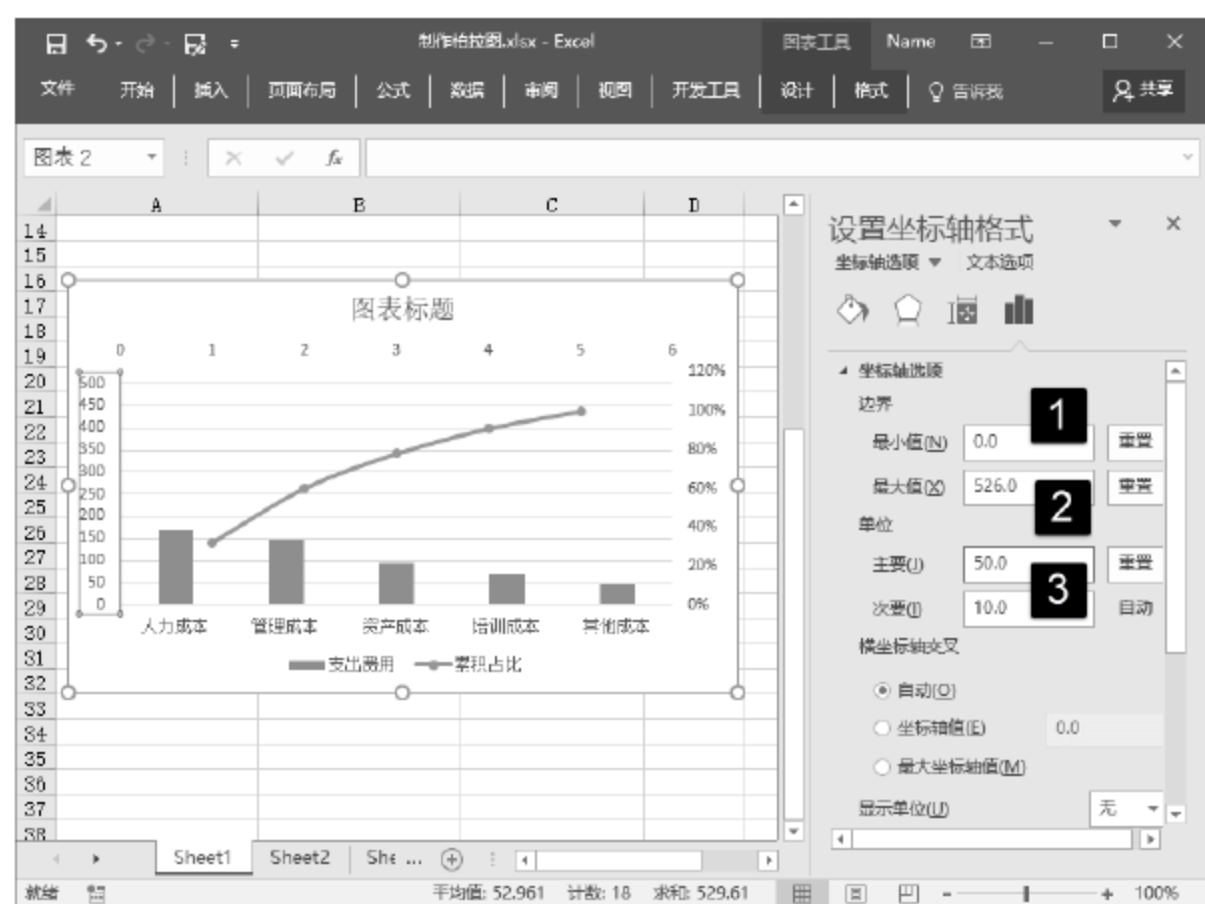 制作柏拉图.xlsx - Excel
图表工具 Name
文件 开始 插入 页面布局 公式 数据 审阅 视图 开发工具 设计 格式 告诉我 共享
图表 2 fx
A B C D
14
15
16
17
18
19
20
21
22
23
24
25
26
27
28
29
30
31
32
33
34
35
36
37
38
图表标题
0 1 2 3 4 5 6
500
450
400
350
300
250
200
150
100
50
0
120%
100%
80%
60%
40%
20%
0%
人力成本 管理成本 资产成本 培训成本 其他成本
支出费用 累积占比
设置坐标轴格式
坐标轴选项 文本选项
坐标轴选项
边界
1
最小值(N) 0.0 重置
最大值(X) 526.0 重置
2
单位
主要(J) 50.0 重置
3
次要(I) 10.0 自动
横坐标轴交叉
自动(O)
坐标轴值(E) 0.0
最大坐标轴值(M)
显示单位(U) 无
Sheet1 Sheet2 She ...
就绪 平均值: 52.961 计数: 18 求和: 529.61 - + 100%